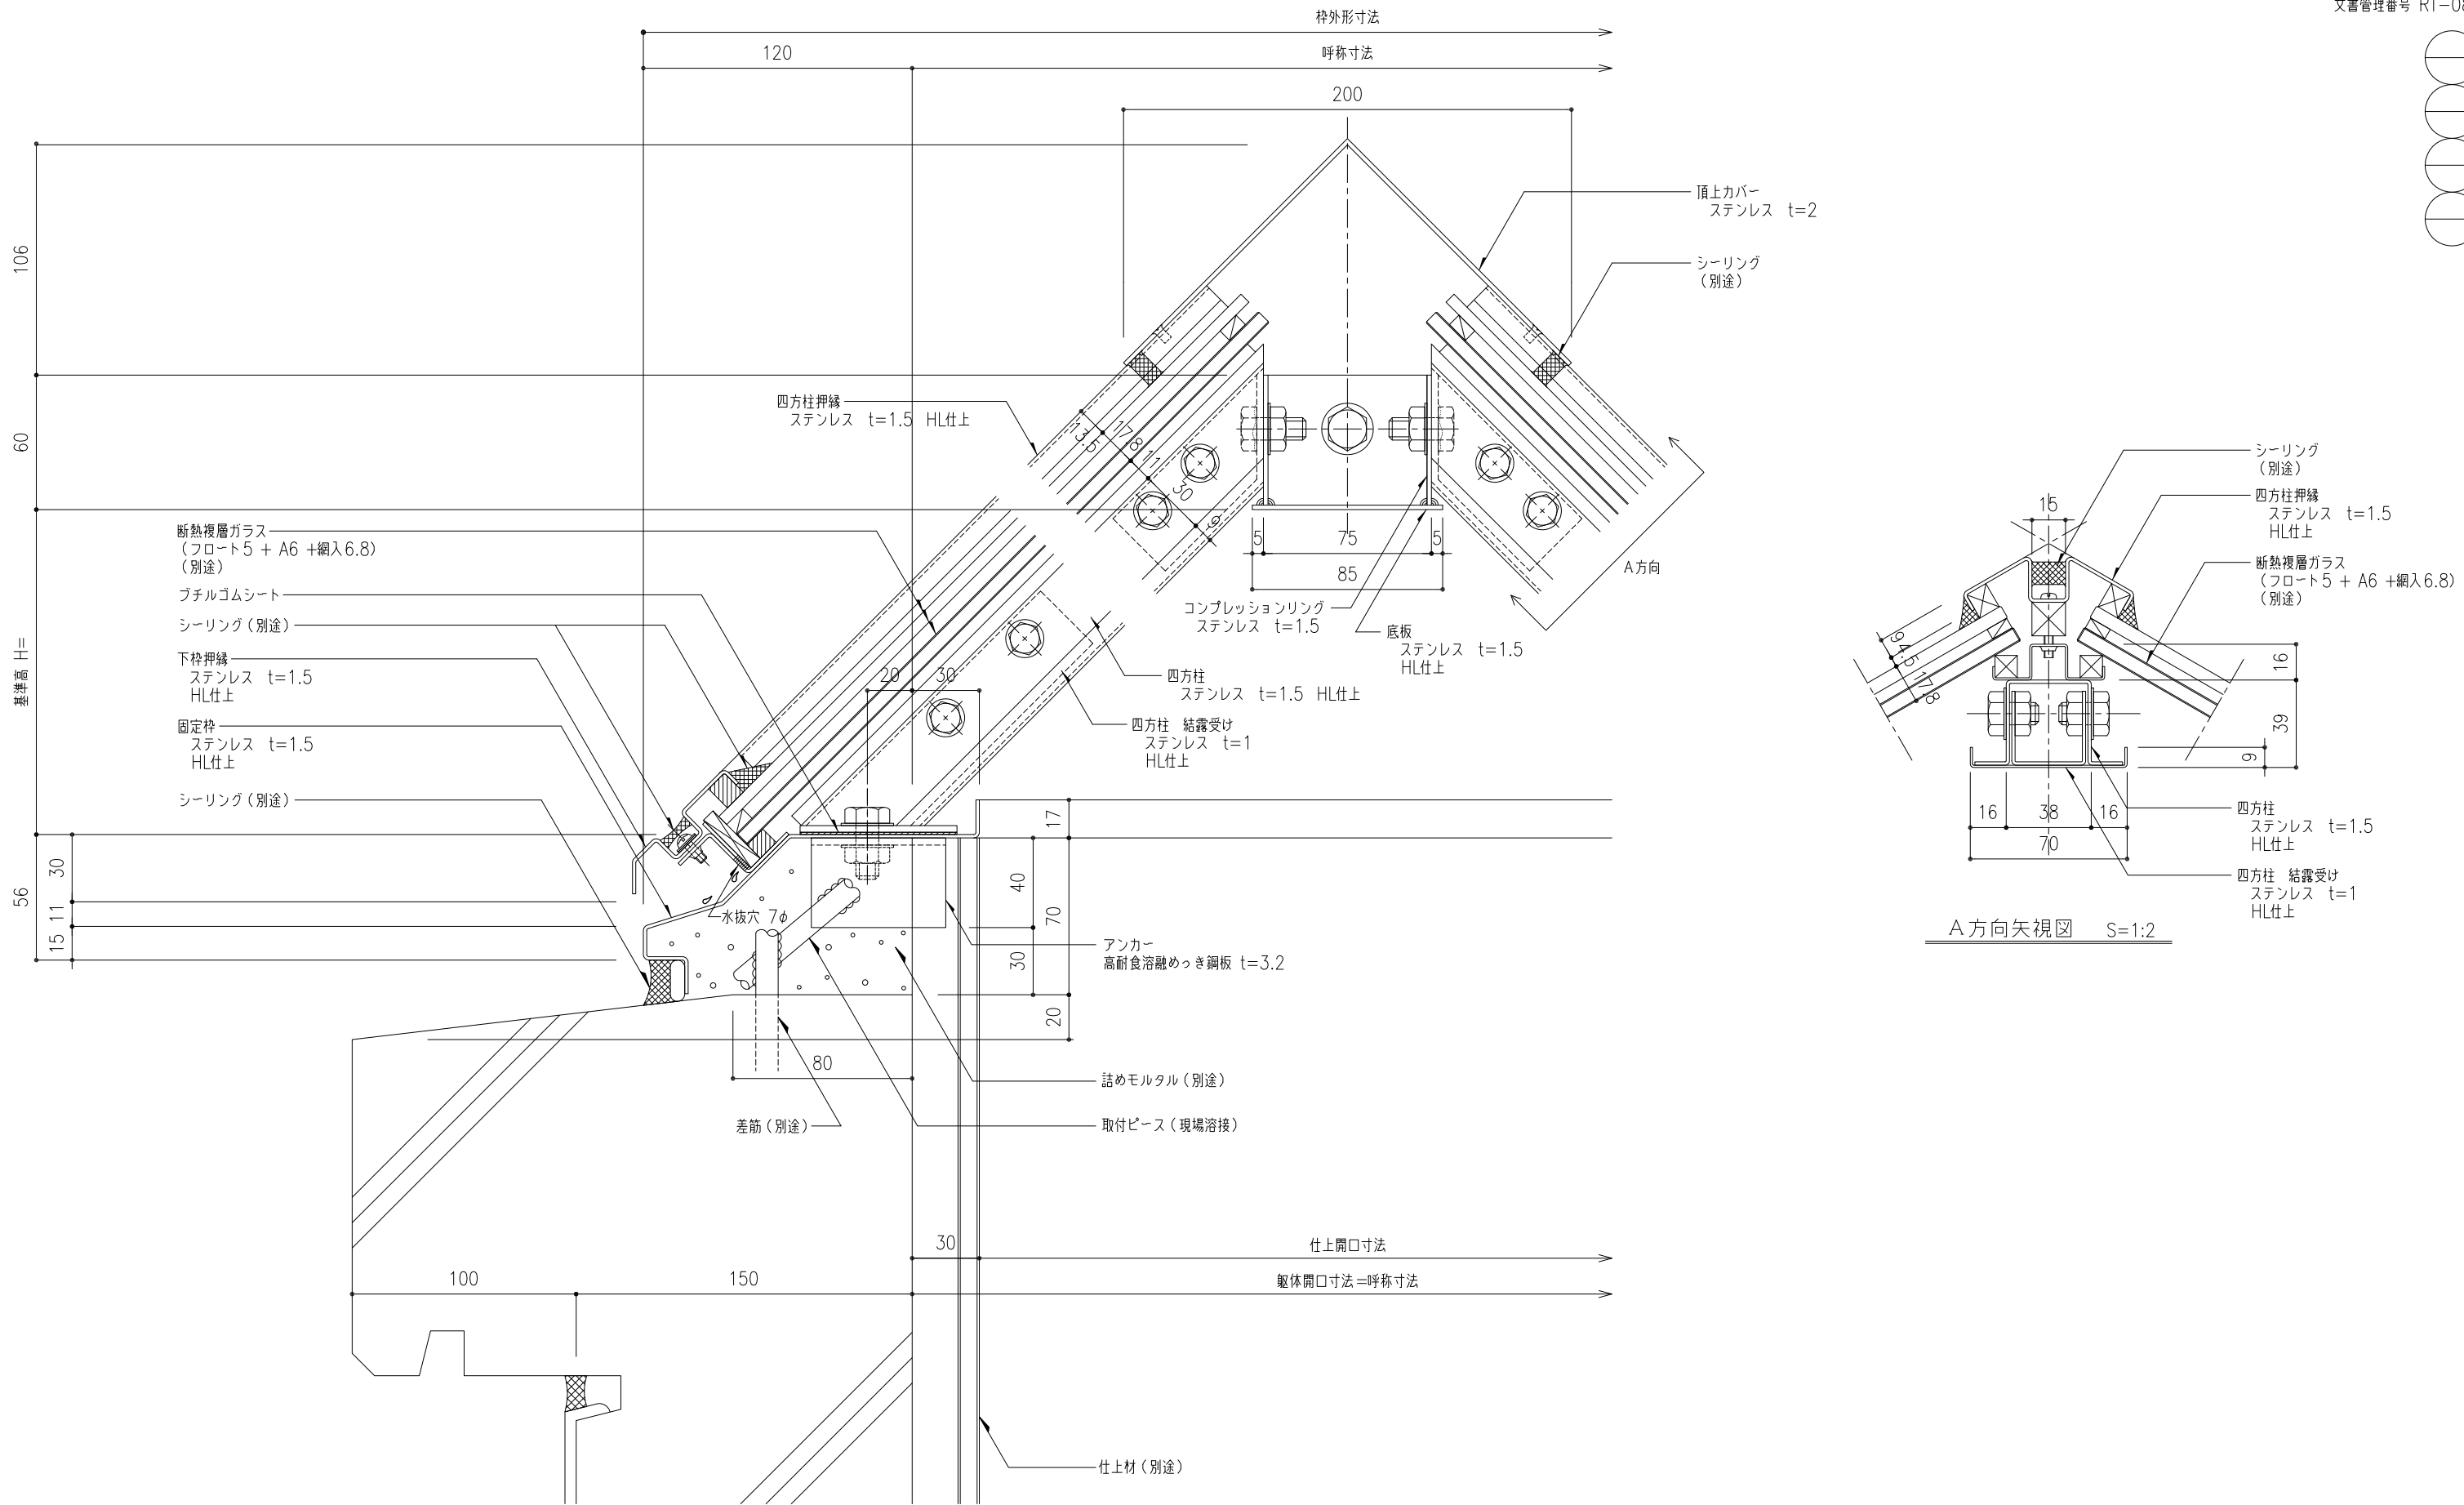 枠外形寸法
文書管理番号 RT-08
120
呼称寸法
200
106
60
基準高 H=
30
11
15
56
頂上カバー
ステンレス t=2
シーリング
(別途)
四方柱押縁
ステンレス t=1.5 HL仕上
13.5
17.8
11
30
9
断熱複層ガラス
(フロート5 + A6 +網入6.8)
(別途)
ブチルゴムシート
シーリング(別途)
下枠押縁
ステンレス t=1.5
HL仕上
固定枠
ステンレス t=1.5
HL仕上
シーリング(別途)
5
75
5
85
A方向
コンプレッションリング
ステンレス t=1.5
底板
ステンレス t=1.5
HL仕上
20
30
四方柱
ステンレス t=1.5 HL仕上
四方柱 結露受け
ステンレス t=1
HL仕上
17
40
30
70
20
水抜穴 7φ
アンカー
高耐食溶融めっき鋼板 t=3.2
80
詰めモルタル(別途)
差筋(別途)
取付ピース(現場溶接)
30
仕上開口寸法
100
150
躯体開口寸法=呼称寸法
仕上材(別途)
シーリング
(別途)
15
四方柱押縁
ステンレス t=1.5
HL仕上
断熱複層ガラス
(フロート5 + A6 +網入6.8)
(別途)
9
4.5
17.8
16
39
9
16
38
16
70
四方柱
ステンレス t=1.5
HL仕上
四方柱 結露受け
ステンレス t=1
HL仕上
A方向矢視図 S=1:2